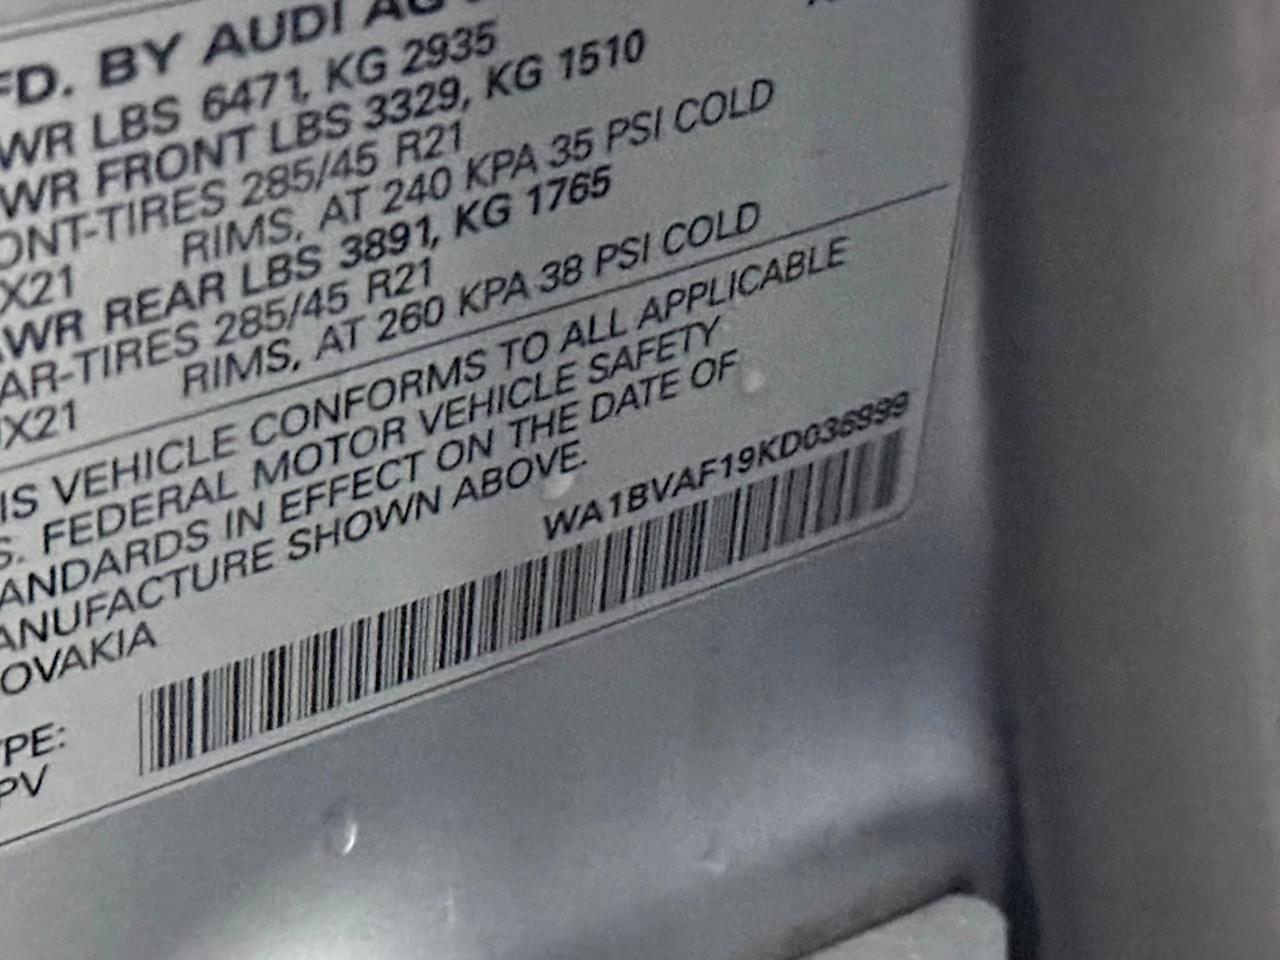 FD. BY AUDI AG
WR LBS 6471, KG 2935
WR FRONT LBS 3329, KG 1510
ONT-TIRES 285/45 R21
X21 RIMS, AT 240 KPA 35 PSI COLD
WR REAR LBS 3891, KG 1765
AR-TIRES 285/45 R21
X21 RIMS, AT 260 KPA 38 PSI COLD
IS VEHICLE CONFORMS TO ALL APPLICABLE
S. FEDERAL MOTOR VEHICLE SAFETY
ANDARDS IN EFFECT ON THE DATE OF
ANUFACTURE SHOWN ABOVE.
OVAKIA
WA1BVAF19KD036999
YPE:
PV